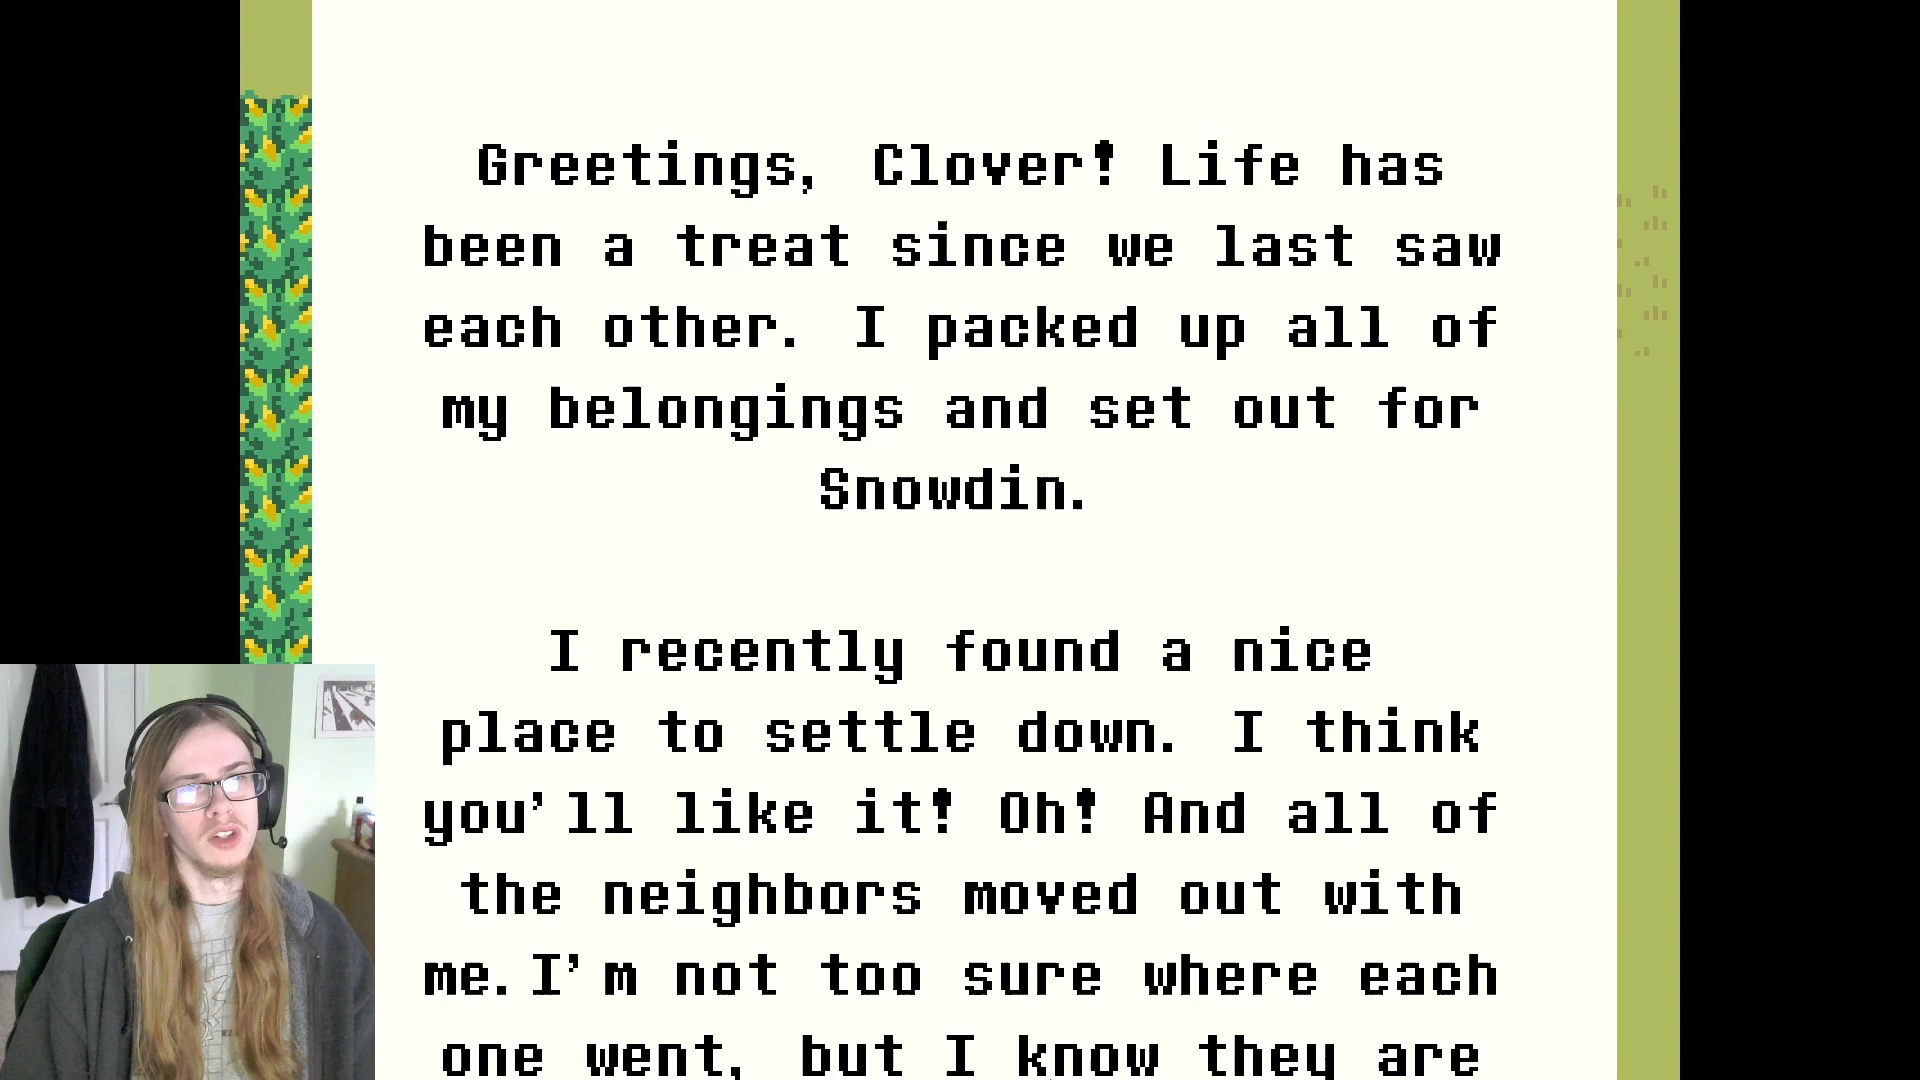 Greetings, Clover! Life has
been a treat since we last saw
each other. I packed up all of
my belongings and set out for
Snowdin.
I recently found a nice
place to settle down. I think
you'll like it! Oh! And all of
the neighbors moved out with
me.I'm not too sure where each
one went, but I know they are